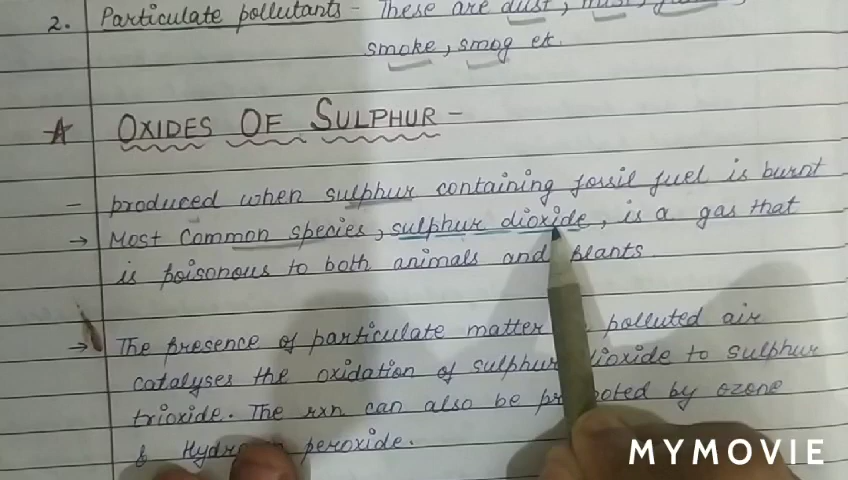 2. Particulate pollutants - These are dust,
smoke, smog etc.
OXIDES OF SULPHUR -
- produced when sulphur containing fossil fuel is burnt
→ Most common species, sulphur dioxide, is a gas that
is poisonous to both animals and plants
→ The presence of particulate matter polluted air
catalyses the oxidation of sulphur dioxide to sulphur
trioxide. The rxn can also be promoted by ozone
& Hydrogen peroxide.
MYMOVIE